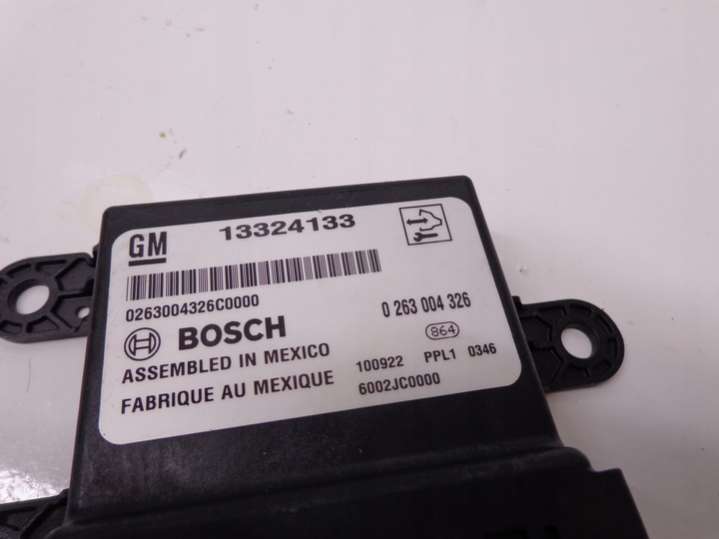 GM 13324133
0263004326C0000
0 263 004 326
BOSCH
864
ASSEMBLED IN MEXICO
100922 PPL1 0346
FABRIQUE AU MEXIQUE
6002JC0000